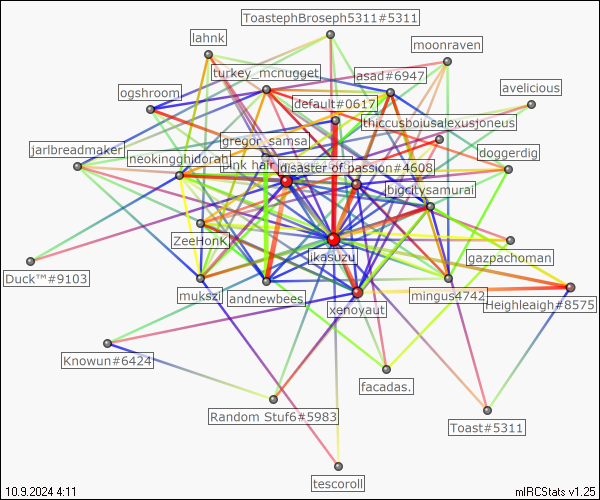 ToastephBroseph5311#5311
lahnk
moonraven
turkey_mcnugget
asad#6947
ogshroom
avelicious
default#0617
thiccusboiusalexusjoneus
gregor_samsa
jarlbreadmaker
neokingghidorah
pink hair
disaster of passion#4608
doggerdig
bigcitysamurai
ZeeHonK
jkasuzu
gazpachoman
Duck™#9103
mukszi
andnewbees
xenoyaut
mingus4742
Heighleaigh#8575
Knowun#6424
facadas.
Random Stuf6#5983
Toast#5311
tescoroll
10.9.2024 4:11
mIRCStats v1.25